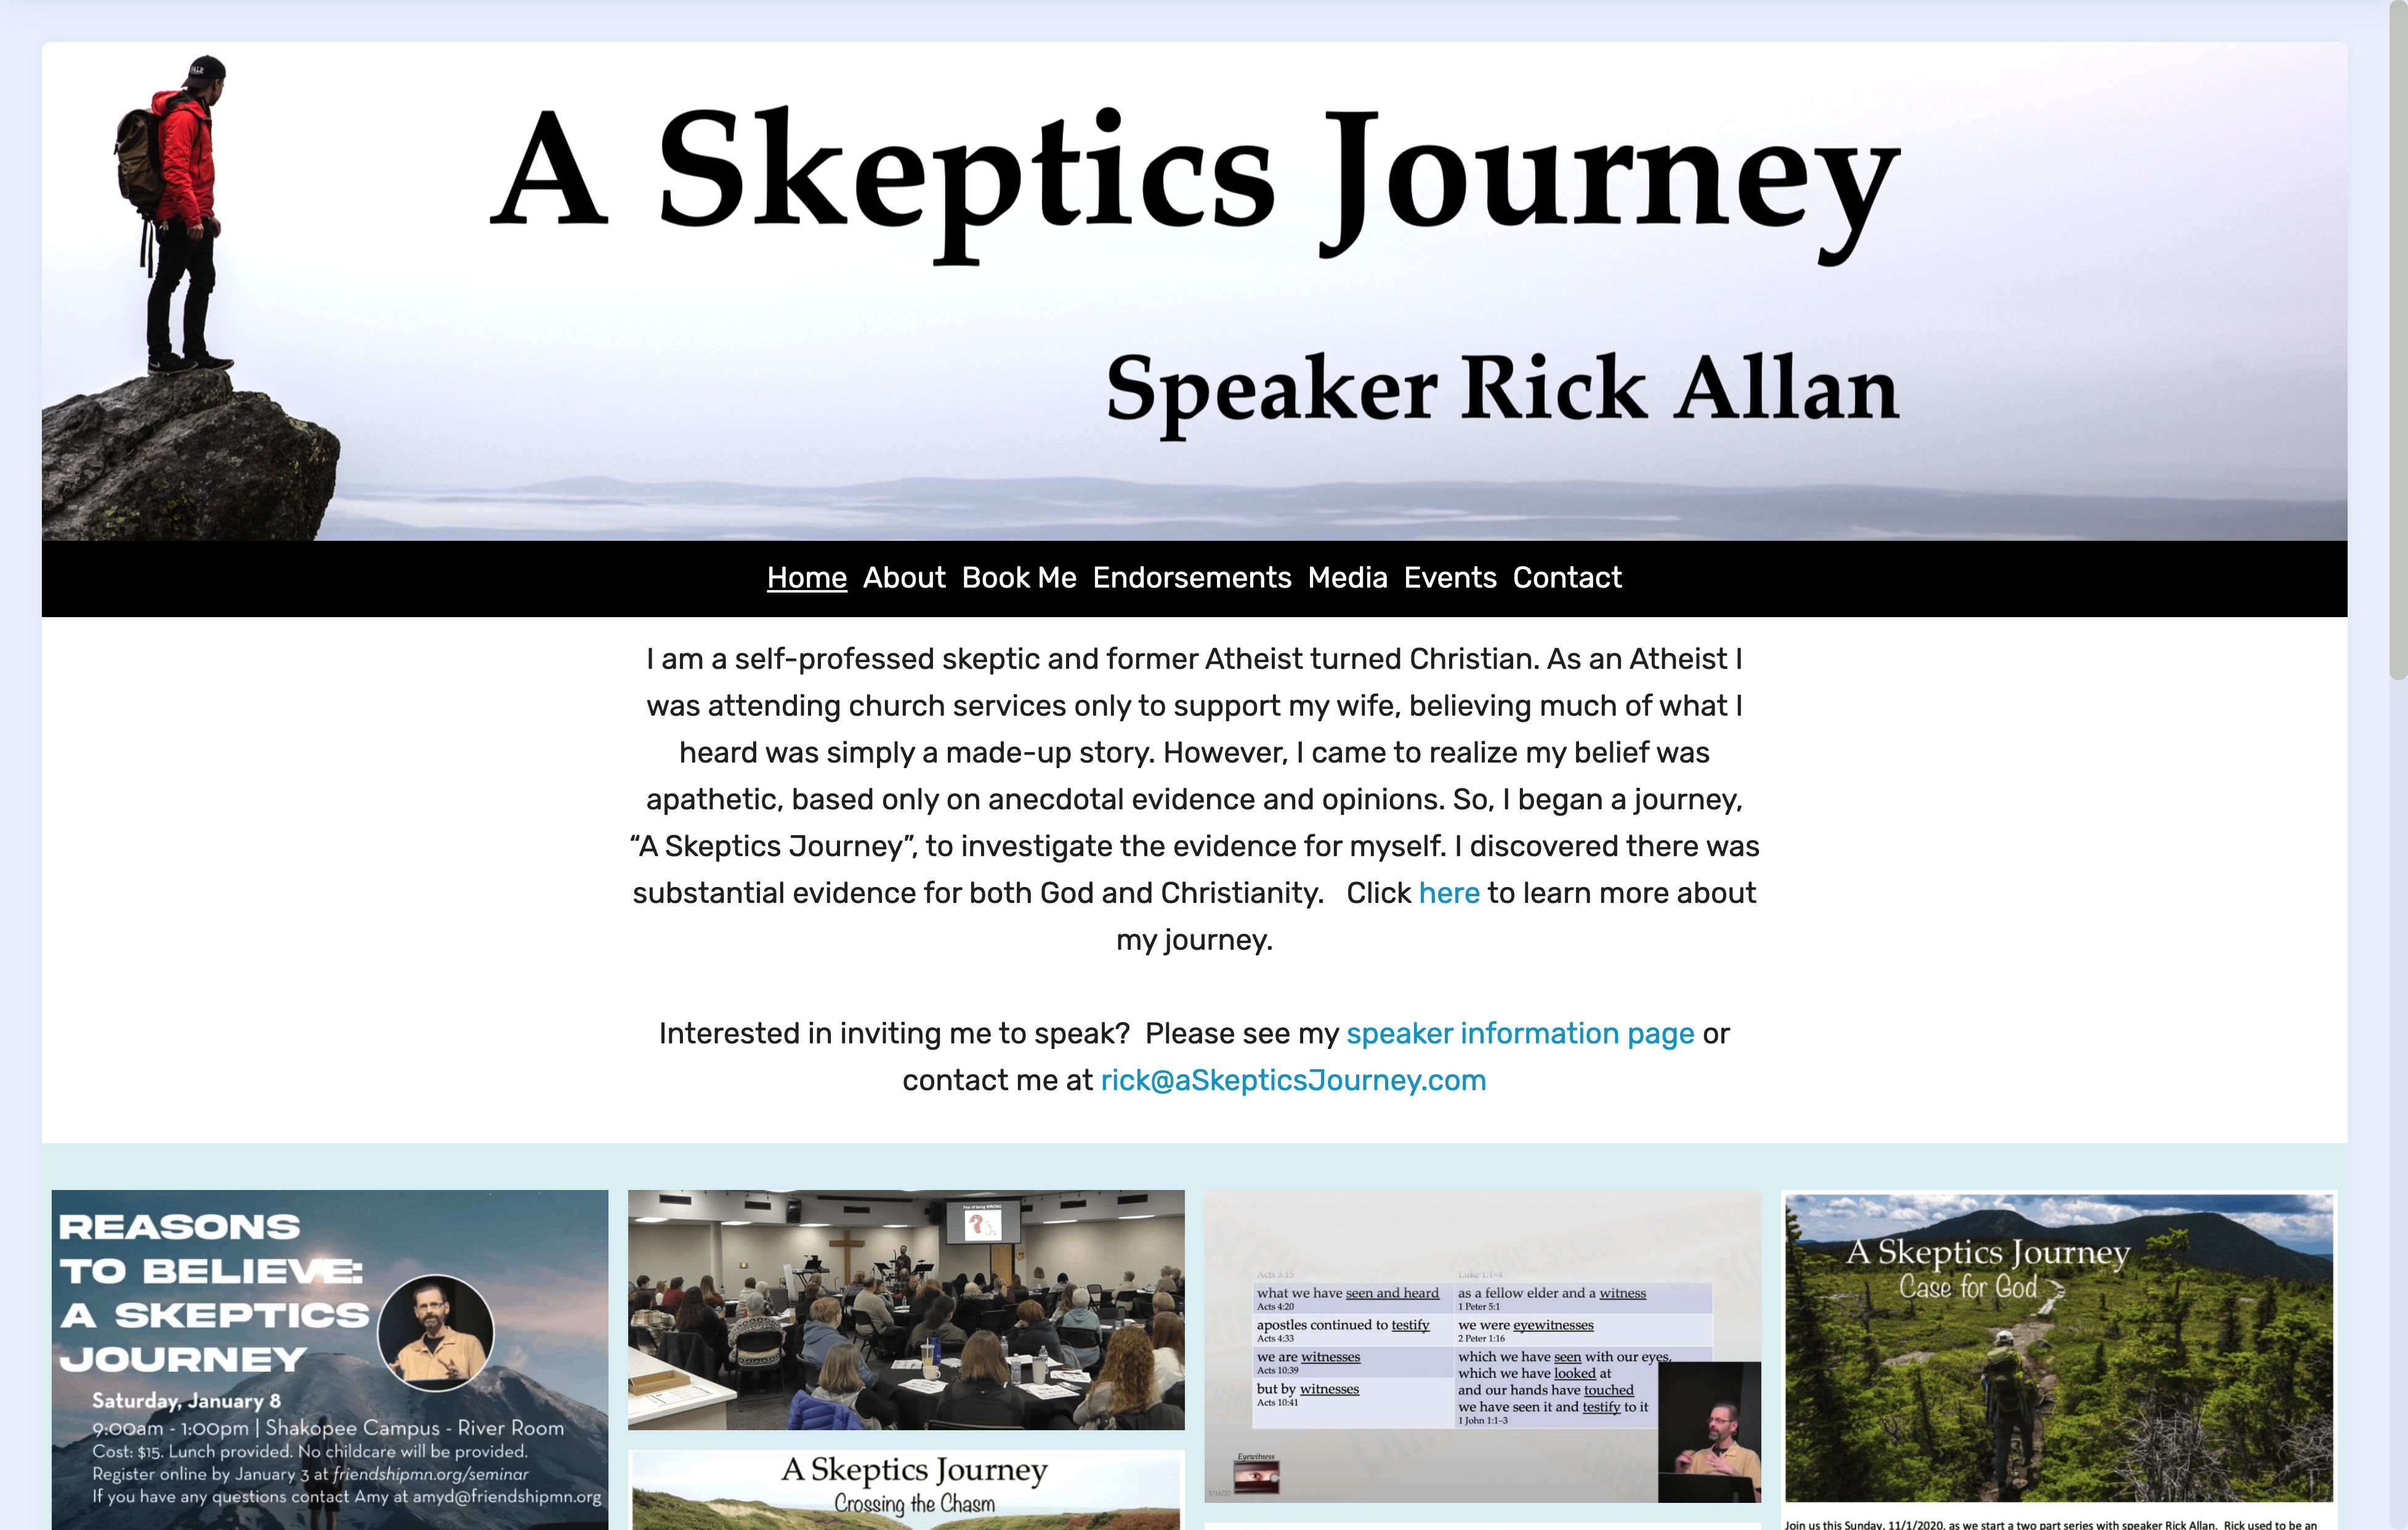 A Skeptics Journey
Speaker Rick Allan
Home About Book Me Endorsements Media Events Contact
I am a self-professed skeptic and former Atheist turned Christian. As an Atheist I
was attending church services only to support my wife, believing much of what I
heard was simply a made-up story. However, I came to realize my belief was
apathetic, based only on anecdotal evidence and opinions. So, I began a journey,
“A Skeptics Journey”, to investigate the evidence for myself. I discovered there was
substantial evidence for both God and Christianity. Click here to learn more about
my journey.
Interested in inviting me to speak? Please see my speaker information page or
contact me at rick@aSkepticsJourney.com
REASONS
TO BELIEVE:
A SKEPTICS
JOURNEY
Saturday, January 8
9:00am - 1:00pm | Shakopee Campus - River Room
Cost: $15. Lunch provided. No childcare will be provided.
Register online by January 3 at friendshipmn.org/seminar
If you have any questions contact Amy at amyd@friendshipmn.org
Fear of being WRONG
A Skeptics Journey
Crossing the Chasm
Acts 3:15
Luke 1:1-4
what we have seen and heard
Acts 4:20
as a fellow elder and a witness
1 Peter 5:1
apostles continued to testify
Acts 4:33
we were eyewitnesses
2 Peter 1:16
we are witnesses
Acts 10:39
which we have seen with our eyes,
which we have looked at
and our hands have touched
we have seen it and testify to it
1 John 1:1-3
but by witnesses
Acts 10:41
Eyewitness
A Skeptics Journey
Case for God
Join us this Sunday, 11/1/2020, as we start a two part series with speaker Rick Allan. Rick used to be an